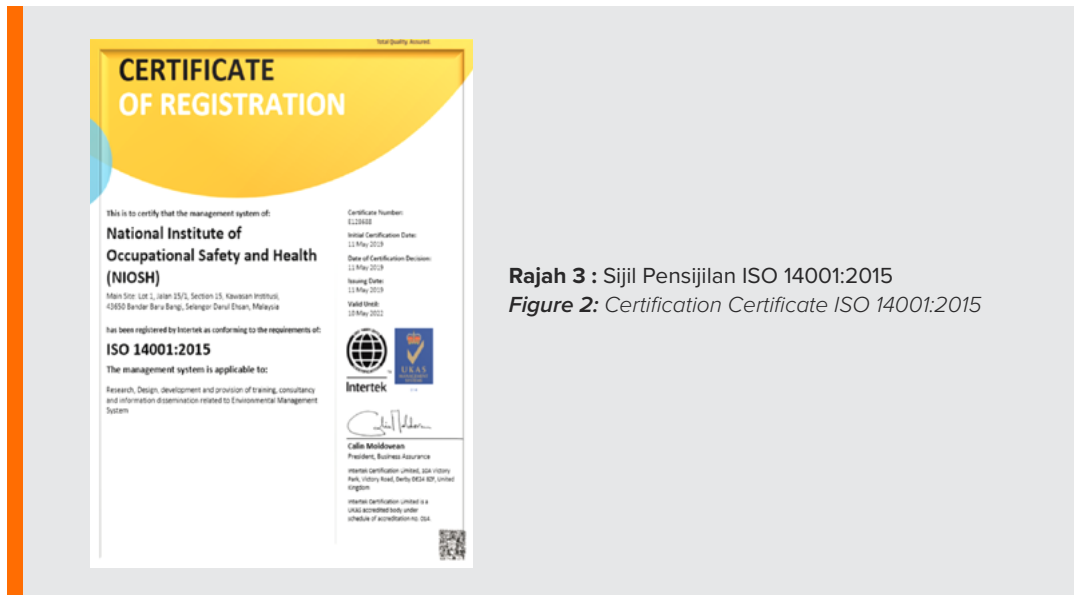 Total Quality. Assured.
CERTIFICATE
OF REGISTRATION
This is to certify that the management system of:
National Institute of
Occupational Safety and Health
(NIOSH)
Main Site: Lot 1, Jalan 15/1, Section 15, Kawasan Institusi,
43650 Bandar Baru Bangi, Selangor Darul Ehsan, Malaysia
has been registered by Intertek as conforming to the requirements of:
ISO 14001:2015
The management system is applicable to:
Research, Design, development and provision of training, consultancy
and information dissemination related to Environmental Management
System
Certificate Number:
Initial Certification Date:
11 May 2019
Date of Certification Decision:
11 May 2019
Issuing Date:
11 May 2019
Valid Until:
10 May 2022
Intertek
UKAS
MANAGEMENT
SYSTEMS
Calin Moldovean
President, Business Assurance
Intertek Certification Limited, 10A Victory
Park, Victory Road, Derby DE24 8ZF, United
Kingdom
Intertek Certification Limited is a
UKAS accredited body under
schedule of accreditation no. 014.
Rajah 3 : Sijil Pensijilan ISO 14001:2015
Figure 2: Certification Certificate ISO 14001:2015